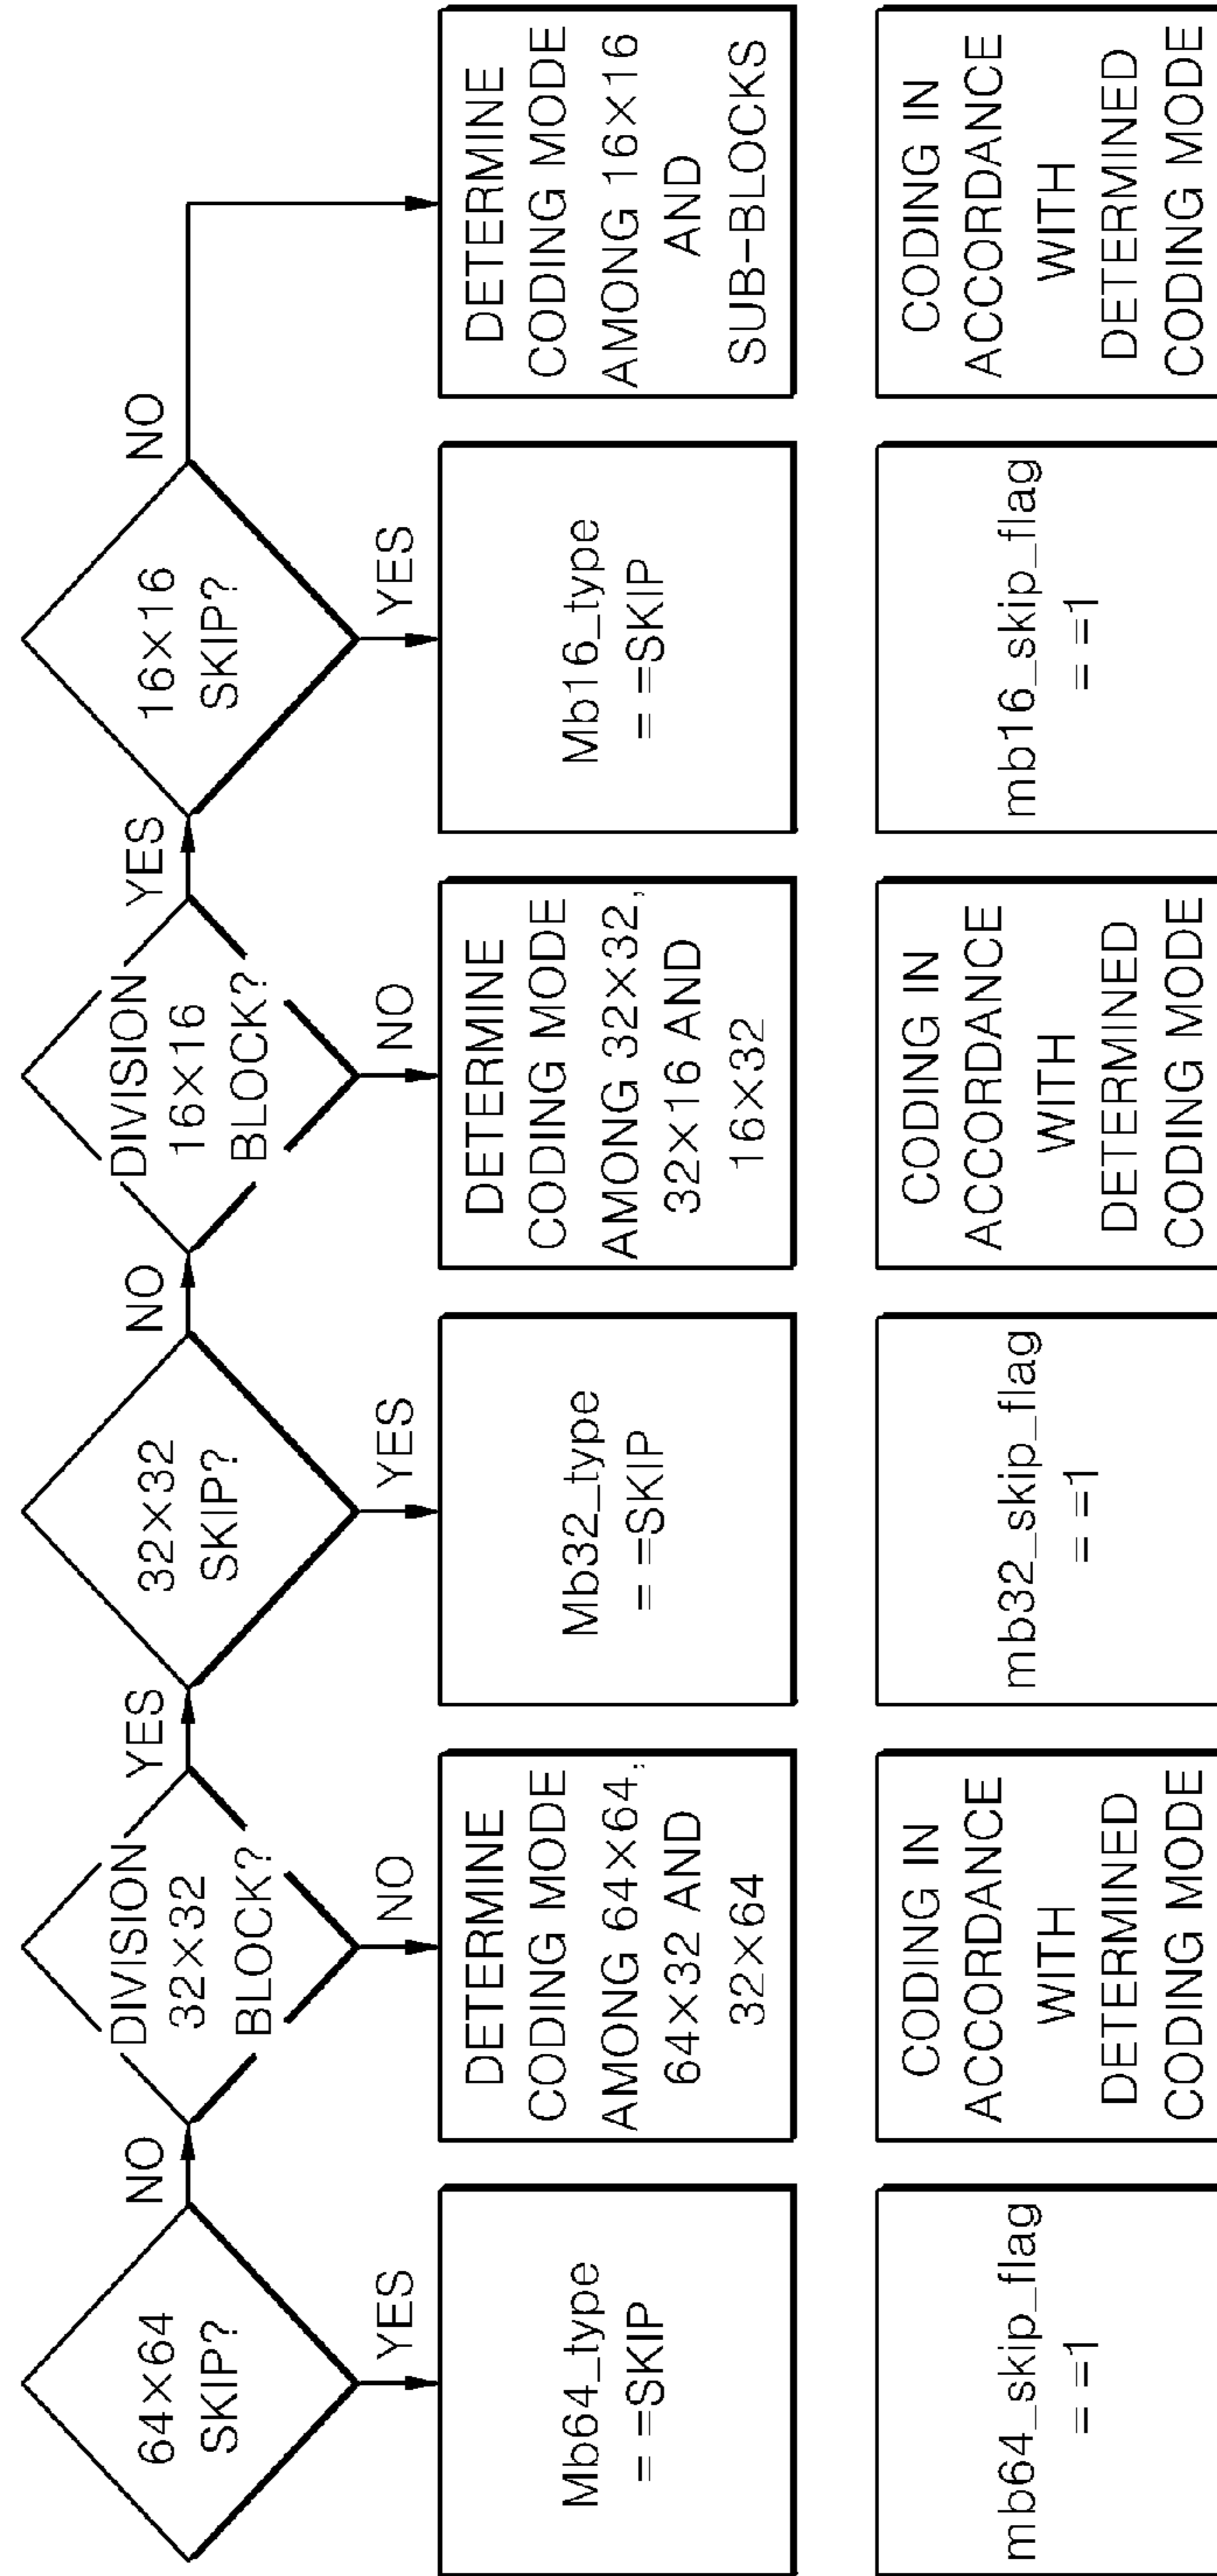 64×64
SKIP?
NO
YES
DIVISION
32×32
BLOCK?
YES
NO
32×32
SKIP?
NO
YES
DIVISION
16×16
BLOCK?
YES
NO
16×16
SKIP?
NO
YES
Mb64_type
= =SKIP
DETERMINE
CODING MODE
AMONG 64×64,
64×32 AND
32×64
Mb32_type
= =SKIP
DETERMINE
CODING MODE
AMONG 32×32,
32×16 AND
16×32
Mb16_type
= =SKIP
DETERMINE
CODING MODE
AMONG 16×16
AND
SUB-BLOCKS
mb64_skip_flag
= =1
CODING IN
ACCORDANCE
WITH
DETERMINED
CODING MODE
mb32_skip_flag
= =1
CODING IN
ACCORDANCE
WITH
DETERMINED
CODING MODE
mb16_skip_flag
= =1
CODING IN
ACCORDANCE
WITH
DETERMINED
CODING MODE